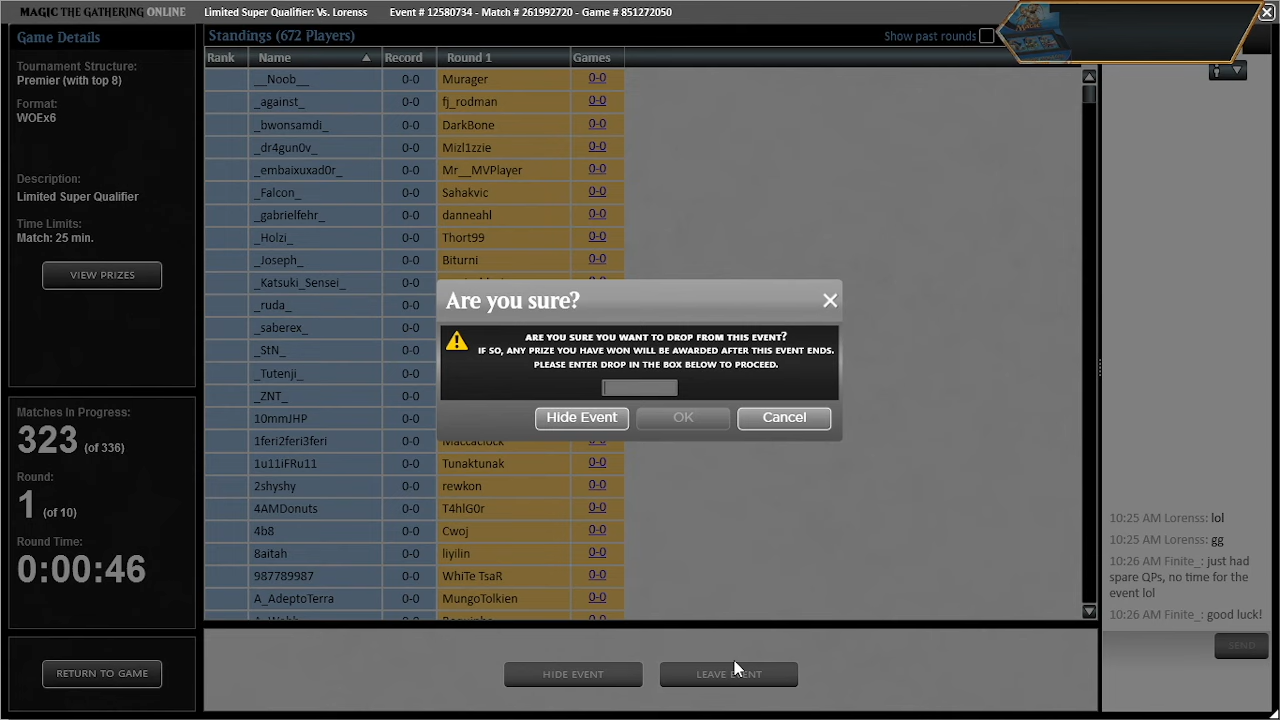 MAGIC THE GATHERING ONLINE
Limited Super Qualifier: Vs. Lorenss
Event # 12580734 - Match # 261992720 - Game # 851272050
Game Details
Tournament Structure:
Premier (with top 8)
Format:
WOEx6
Description:
Limited Super Qualifier
Time Limits:
Match: 25 min.
VIEW PRIZES
Matches in Progress:
323 (of 336)
Round:
1 (of 10)
Round Time:
0:00:46
RETURN TO GAME
Standings (672 Players)
Show past rounds
Rank Name Record Round 1 Games
__Noob__ 0-0 Murager 0-0
_against_ 0-0 fj_rodman 0-0
_bwonsamdi_ 0-0 DarkBone 0-0
_dr4gun0v_ 0-0 Mizl1zzie 0-0
_embaixuxad0r_ 0-0 Mr__MVPlayer 0-0
_Falcon_ 0-0 Sahakvic 0-0
_gabrielfehr_ 0-0 danneahl 0-0
_Holzi_ 0-0 Thort99 0-0
_Joseph_ 0-0 Biturni 0-0
_Katsuki_Sensei_ 0-0
_ruda_ 0-0
_saberex_ 0-0
_StN_ 0-0
_Tutenji_ 0-0
_ZNT_ 0-0
10mmJHP 0-0
1feri2feri3feri 0-0 Maccaclock 0-0
1u11iFRu11 0-0 Tunaktunak 0-0
2shyshy 0-0 rewkon 0-0
4AMDonuts 0-0 T4hlG0r 0-0
4b8 0-0 Cwoj 0-0
8aitah 0-0 liyilin 0-0
987789987 0-0 WhiTe TsaR 0-0
A_AdeptoTerra 0-0 MungoTolkien 0-0
Are you sure?
ARE YOU SURE YOU WANT TO DROP FROM THIS EVENT?
IF SO, ANY PRIZE YOU HAVE WON WILL BE AWARDED AFTER THIS EVENT ENDS.
PLEASE ENTER DROP IN THE BOX BELOW TO PROCEED.
Hide Event OK Cancel
HIDE EVENT LEAVE EVENT
10:25 AM Lorenss: lol
10:25 AM Lorenss: gg
10:26 AM Finite_: just had
spare QPs, no time for the
event lol
10:26 AM Finite_: good luck!
SEND